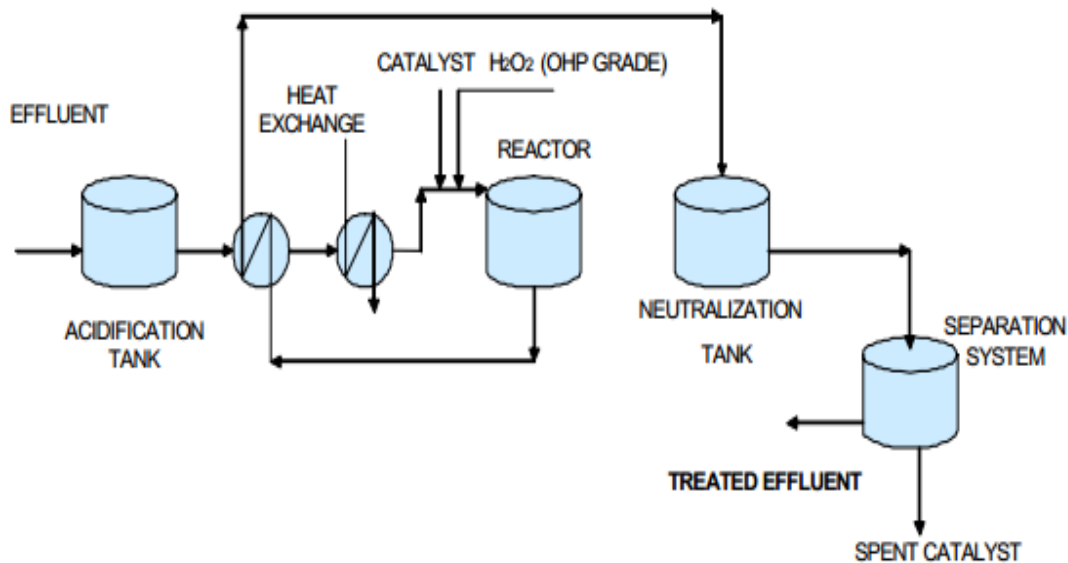 CATALYST H2O2 (OHP GRADE)
HEAT
EXCHANGE
EFFLUENT
REACTOR
ACIDIFICATION
TANK
NEUTRALIZATION
TANK
SEPARATION
SYSTEM
TREATED EFFLUENT
SPENT CATALYST